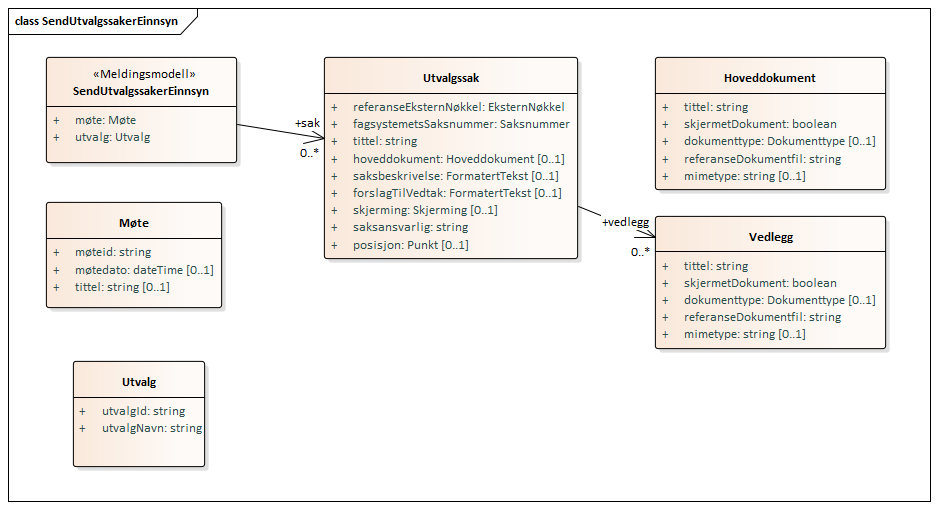 class SendUtvalgssakerEinnsyn
«Meldingsmodell»
SendUtvalgssakerEinnsyn
+ møte: Møte
+ utvalg: Utvalg
+sak
0..*
Utvalgssak
+ referanseEksternNøkkel: EksternNøkkel
+ fagsystemetsSaksnummer: Saksnummer
+ tittel: string
+ hoveddokument: Hoveddokument [0..1]
+ saksbeskrivelse: FormatertTekst [0..1]
+ forslagTilVedtak: FormatertTekst [0..1]
+ skjerming: Skjerming [0..1]
+ saksansvarlig: string
+ posisjon: Punkt [0..1]
Hoveddokument
+ tittel: string
+ skjermetDokument: boolean
+ dokumenttype: Dokumenttype [0..1]
+ referanseDokumentfil: string
+ mimetype: string [0..1]
Møte
+ møteid: string
+ møtedato: dateTime [0..1]
+ tittel: string [0..1]
+vedlegg
0..*
Vedlegg
+ tittel: string
+ skjermetDokument: boolean
+ dokumenttype: Dokumenttype [0..1]
+ referanseDokumentfil: string
+ mimetype: string [0..1]
Utvalg
+ utvalgId: string
+ utvalgNavn: string